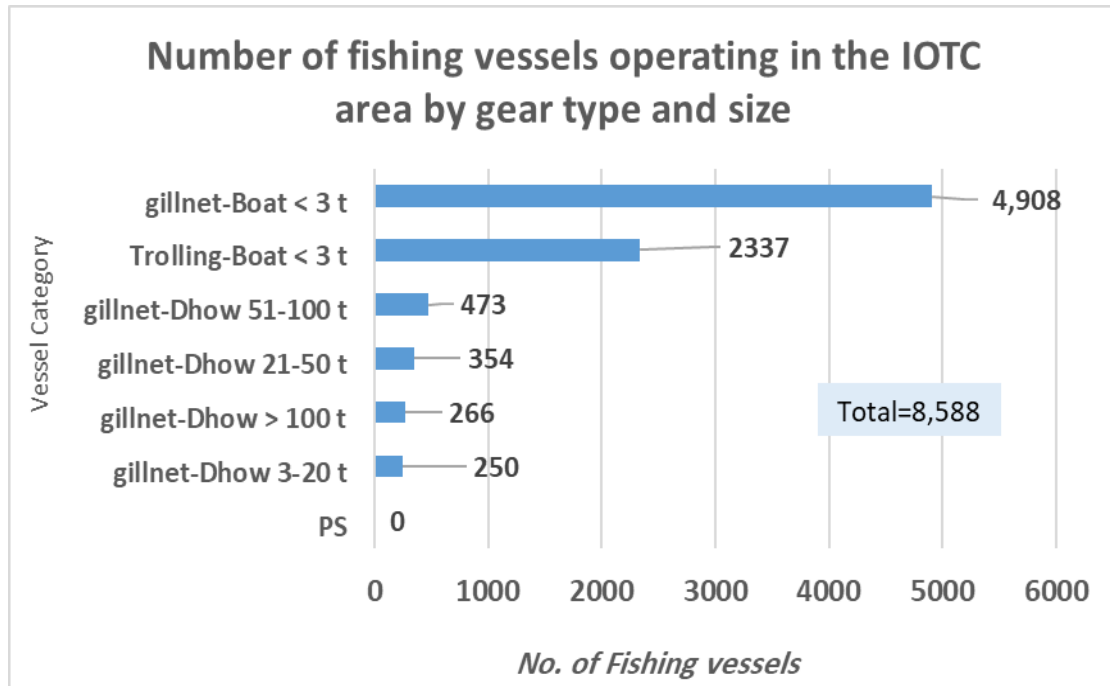 Number of fishing vessels operating in the IOTC
area by gear type and size
Vessel Category
gillnet-Boat < 3 t
4,908
Trolling-Boat < 3 t
2337
gillnet-Dhow 51-100 t
473
gillnet-Dhow 21-50 t
354
gillnet-Dhow > 100 t
266
Total=8,588
gillnet-Dhow 3-20 t
250
PS
0
0 1000 2000 3000 4000 5000 6000
No. of Fishing vessels